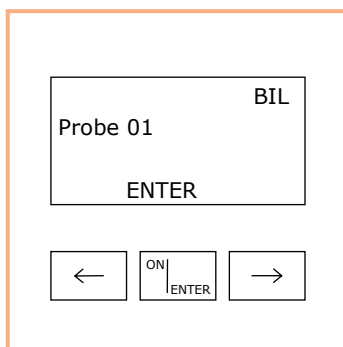 BIL
Probe 01
ENTER
←
ON
ENTER
→